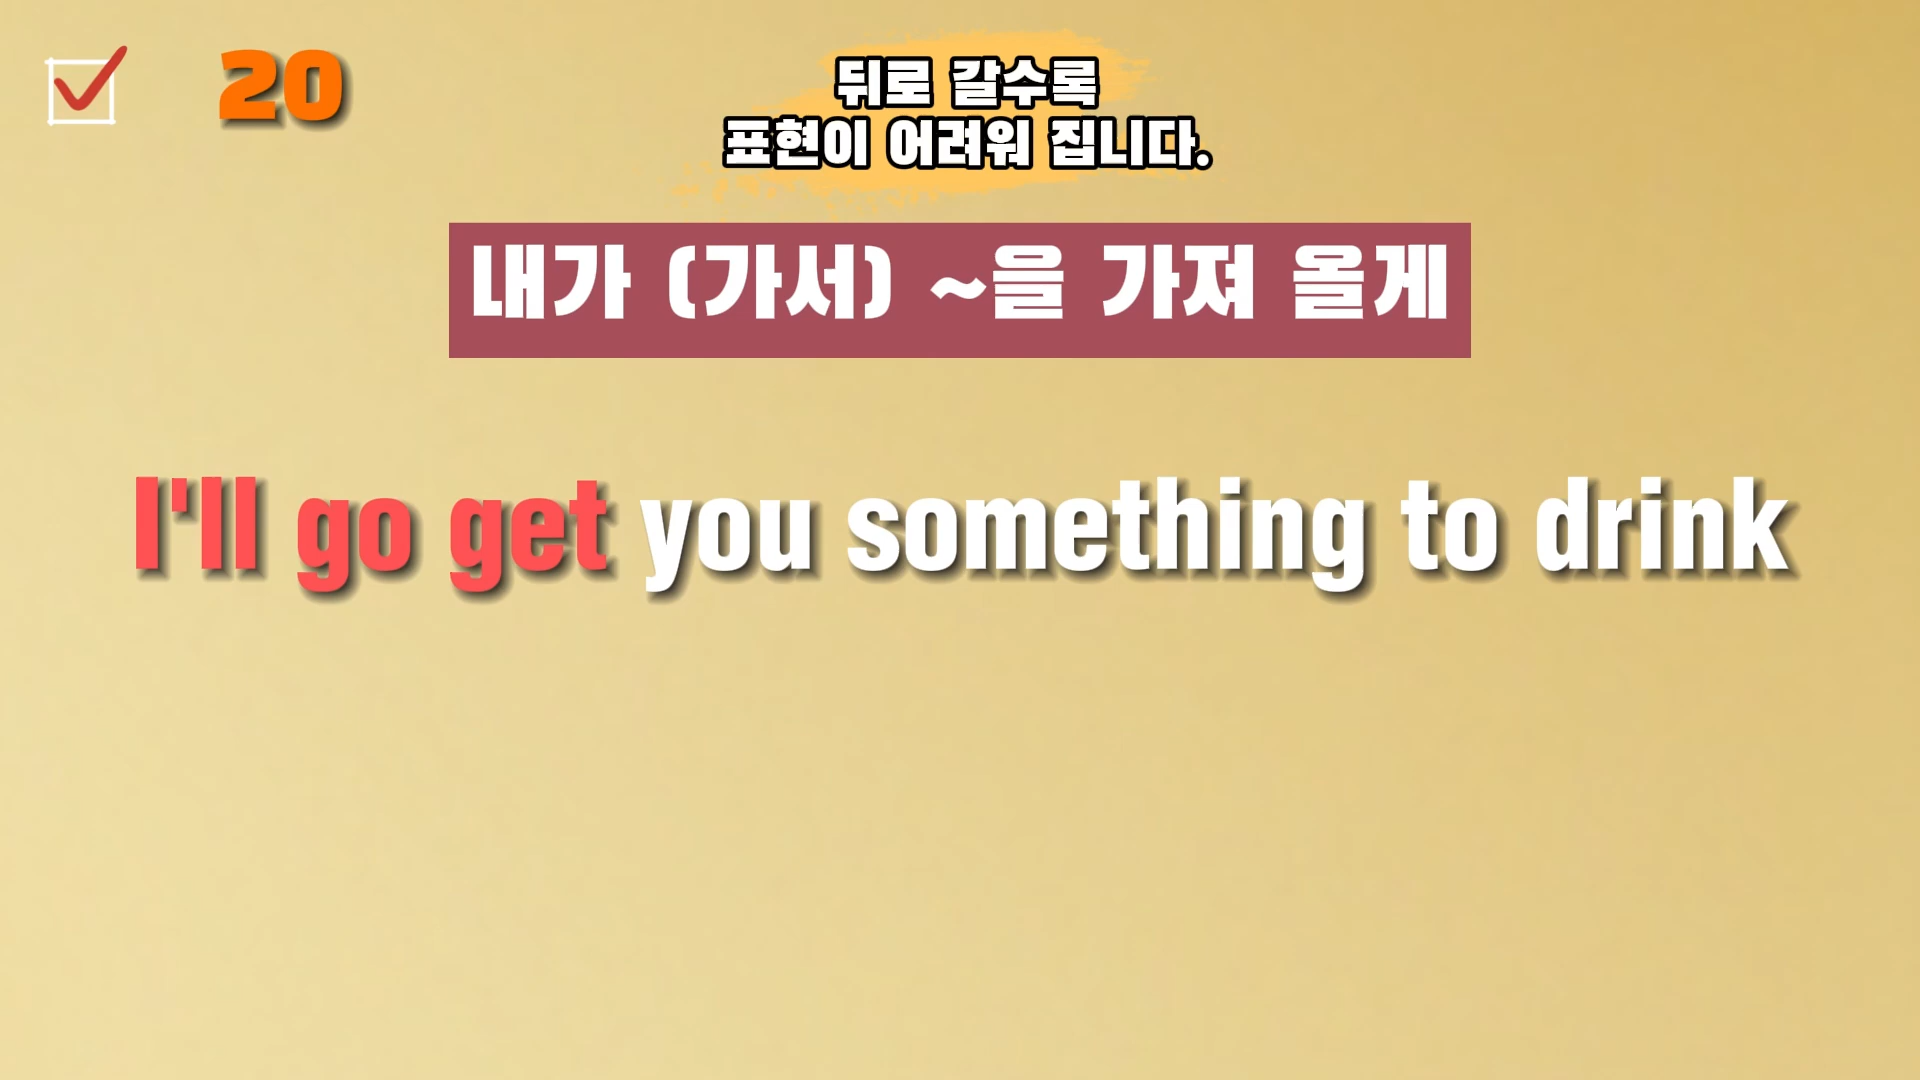 20
뒤로 갈수록
표현이 어려워 집니다.
내가 (가서) ~을 가져 올게
I'll go get you something to drink